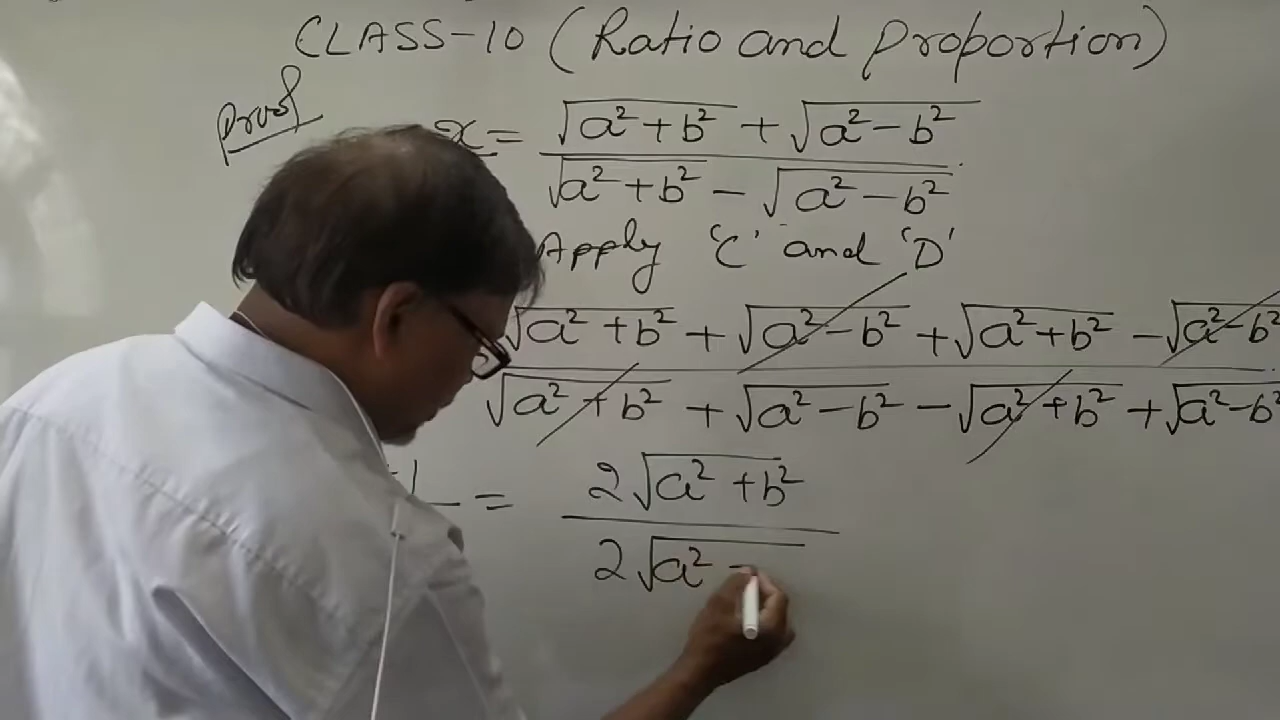 CLASS-10 (Ratio and Proportion)
Proof
x = √(a² + b²) + √(a² − b²)
√(a² + b²) − √(a² − b²)
Apply 'C' and 'D'
√(a² + b²) + √(a² − b²) + √(a² + b²) − √(a² − b²)
√(a² + b²) + √(a² − b²) − √(a² + b²) + √(a² − b²)
+1 = 2√(a² + b²)
2√(a² −